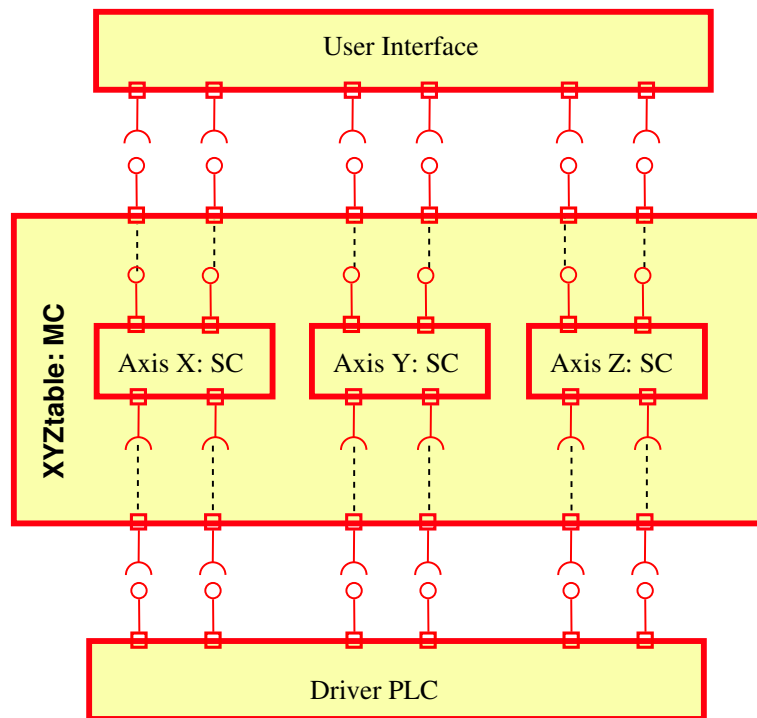 User Interface
XYZtable: MC
Axis X: SC
Axis Y: SC
Axis Z: SC
Driver PLC